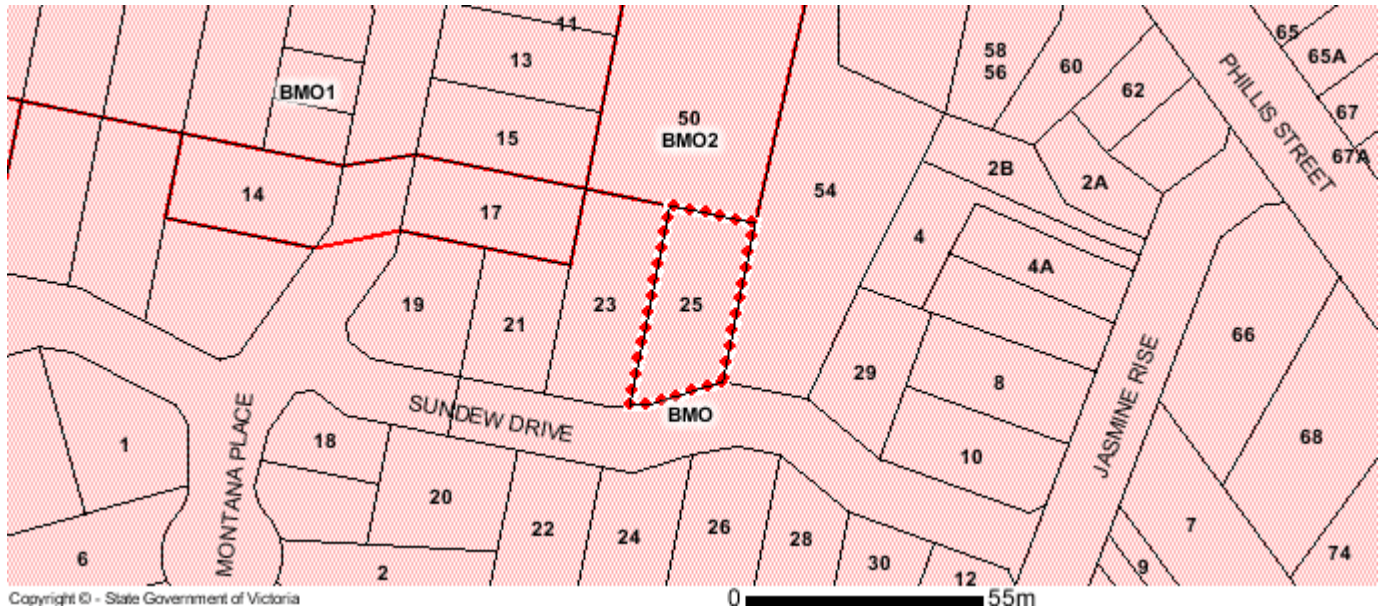 11
58
56
65
65A
13
60
PHILLIS STREET
62
BMO1
67
50
BMO2
15
67A
2B
2A
14
54
17
4
4A
19
23
25
21
66
29
8
SUNDEW DRIVE
BMO
JASMINE RISE
MONTANA PLACE
1
18
68
10
20
22
24
26
28
7
6
2
30
12
9
74
Copyright © - State Government of Victoria
0
55m